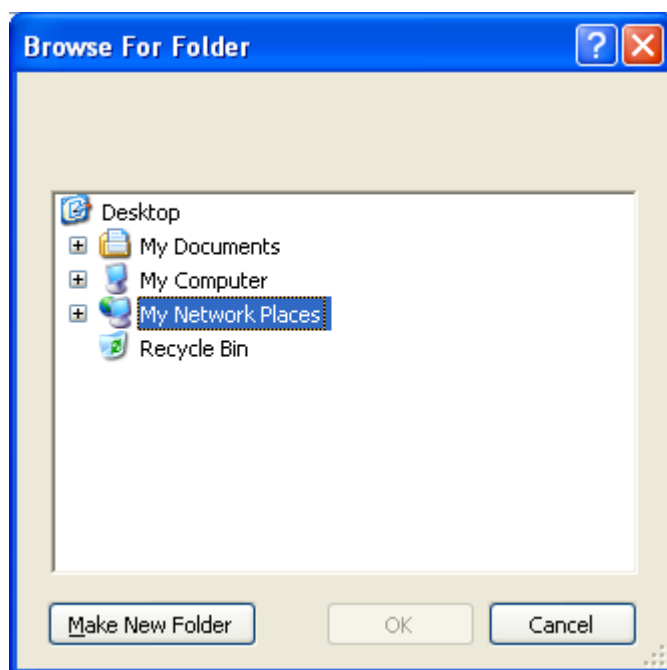 Browse For Folder
Desktop
My Documents
My Computer
My Network Places
Recycle Bin
Make New Folder
OK
Cancel